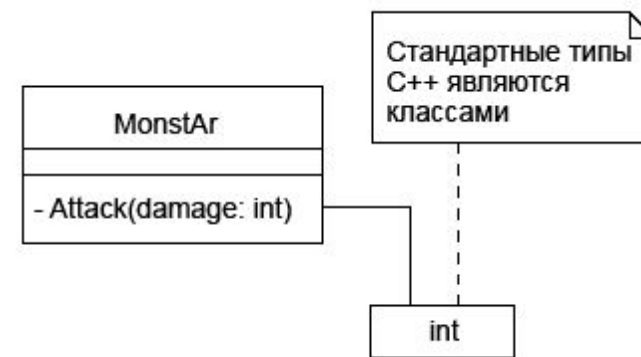 Стандартные типы
C++ являются
классами
MonstAr
- Attack(damage: int)
int